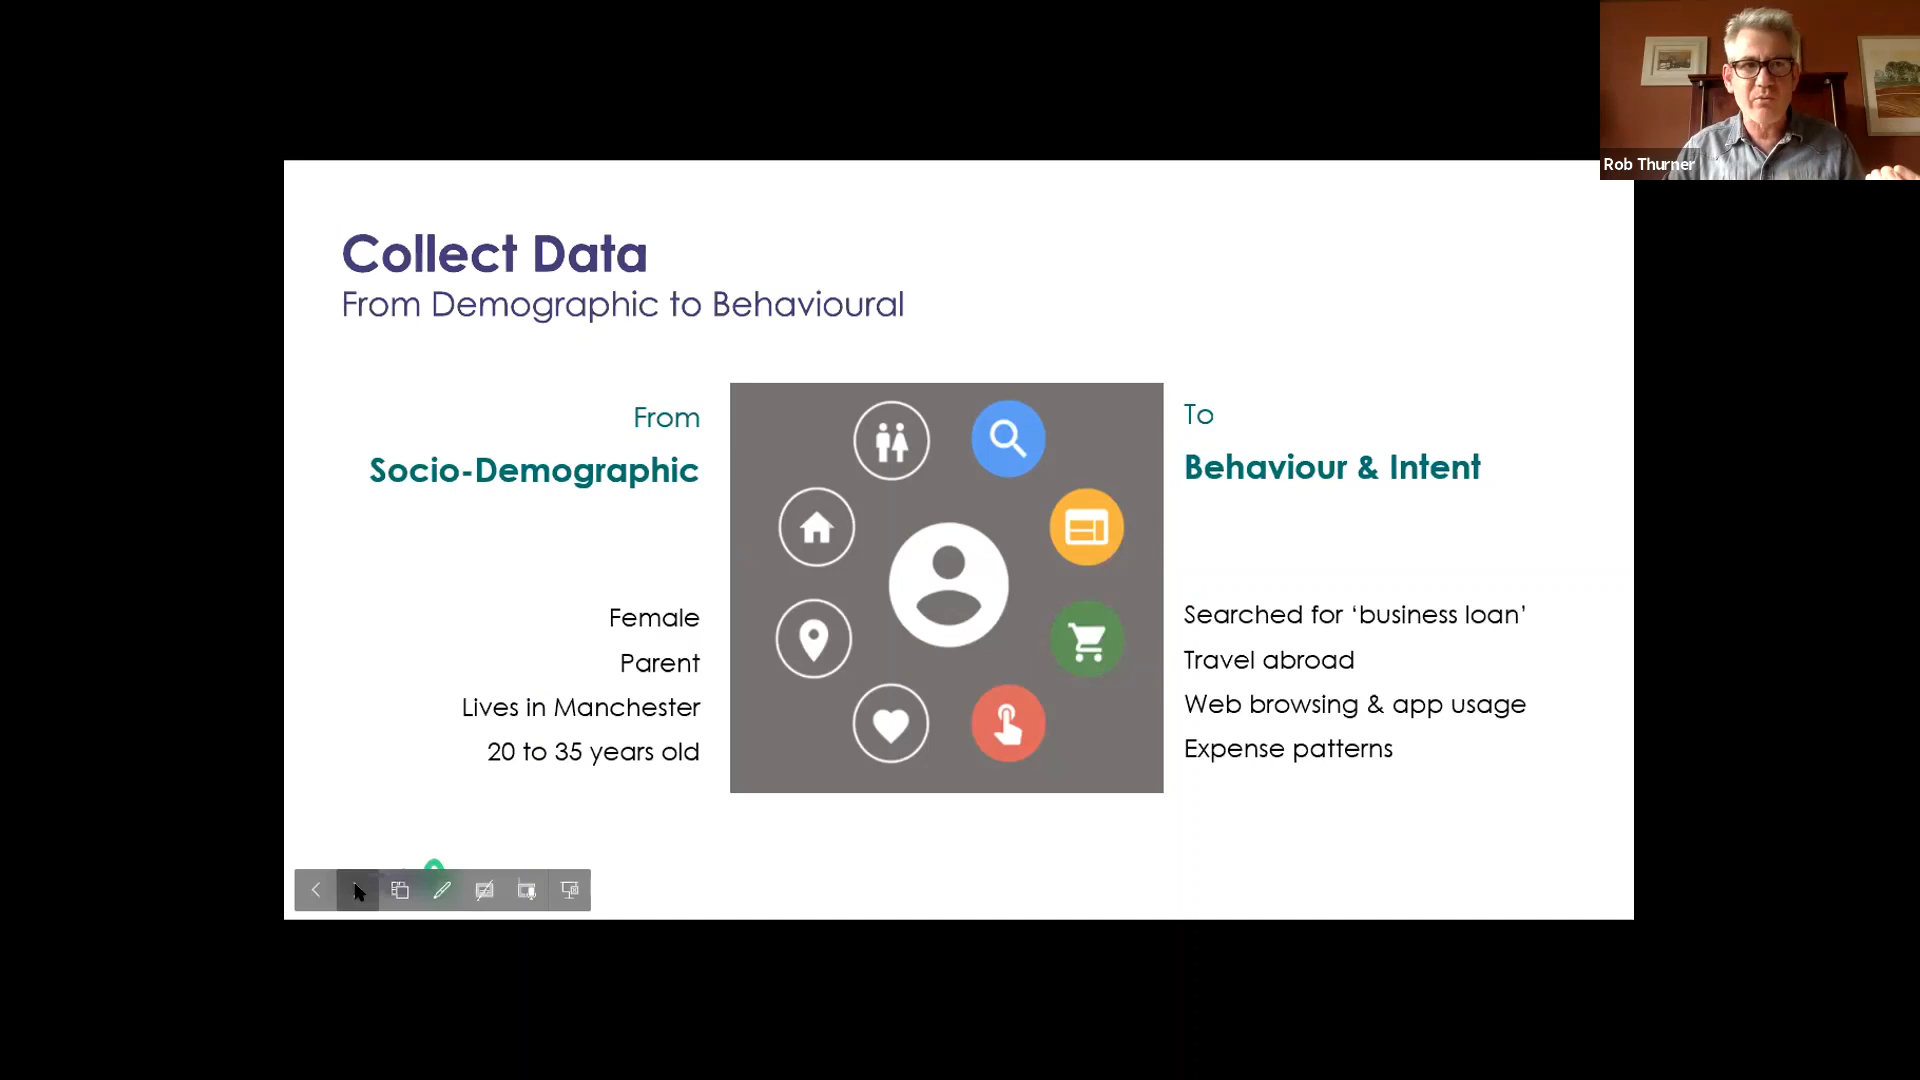 Rob Thurner
Collect Data
From Demographic to Behavioural
From
Socio-Demographic
Female
Parent
Lives in Manchester
20 to 35 years old
To
Behaviour & Intent
Searched for ‘business loan’
Travel abroad
Web browsing & app usage
Expense patterns